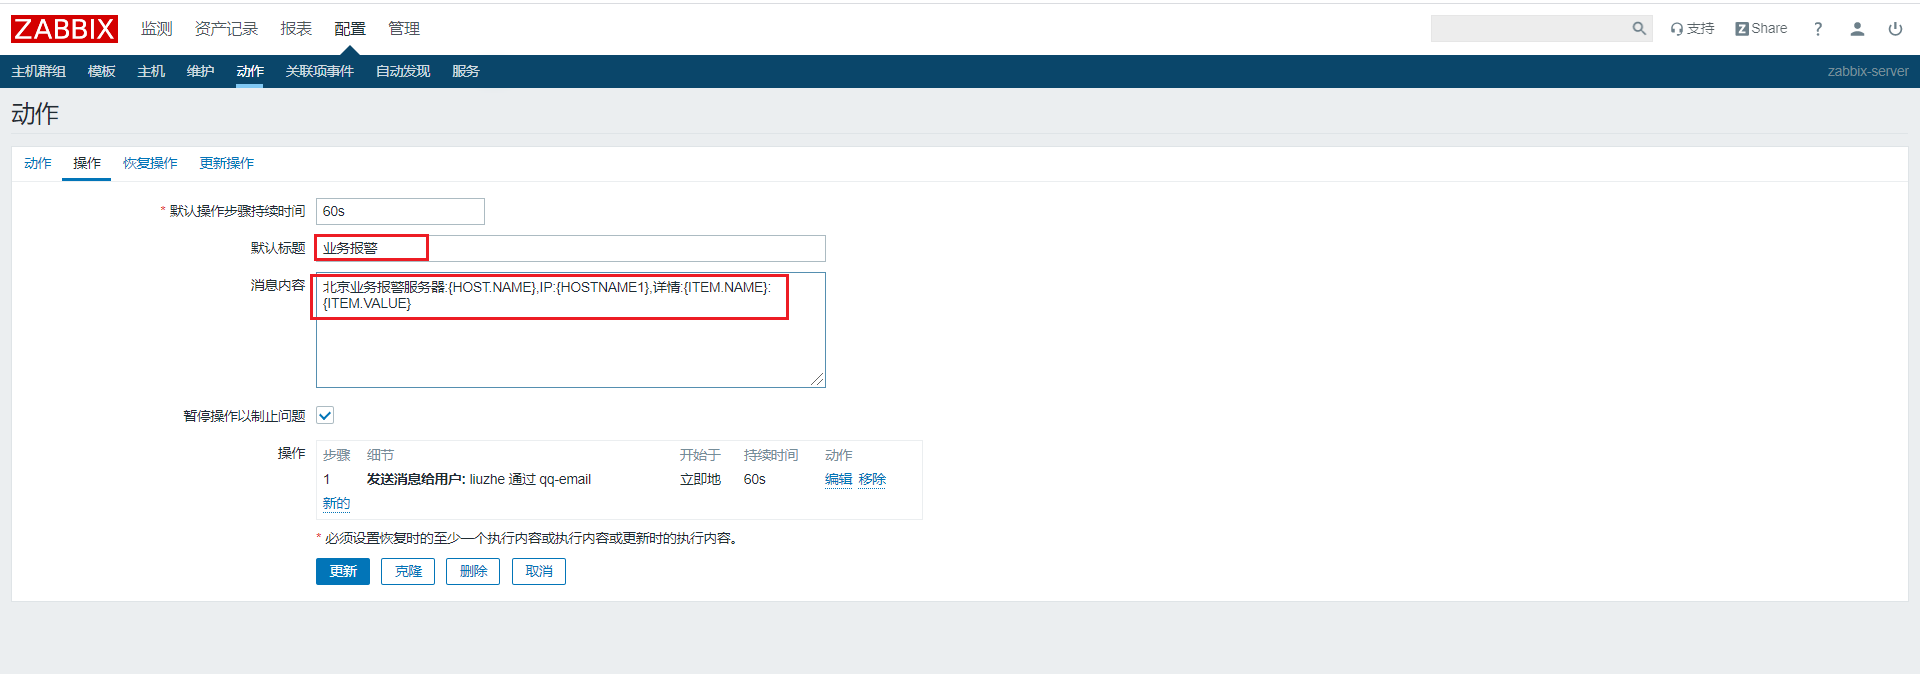 ZABBIX 监测 资产记录 报表 配置 管理 支持 Z Share ?
主机群组 模板 主机 维护 动作 关联项事件 自动发现 服务 zabbix-server
动作
动作 操作 恢复操作 更新操作
* 默认操作步骤持续时间 60s
默认标题 业务报警
消息内容 北京业务报警服务器:{HOST.NAME},IP:{HOSTNAME1},详情:{ITEM.NAME}:
{ITEM.VALUE}
暂停操作以制止问题
操作 步骤 细节 开始于 持续时间 动作
1 发送消息给用户: liuzhe 通过 qq-email 立即地 60s 编辑 移除
新的
* 必须设置恢复时的至少一个执行内容或执行内容或更新时的执行内容。
更新 克隆 删除 取消